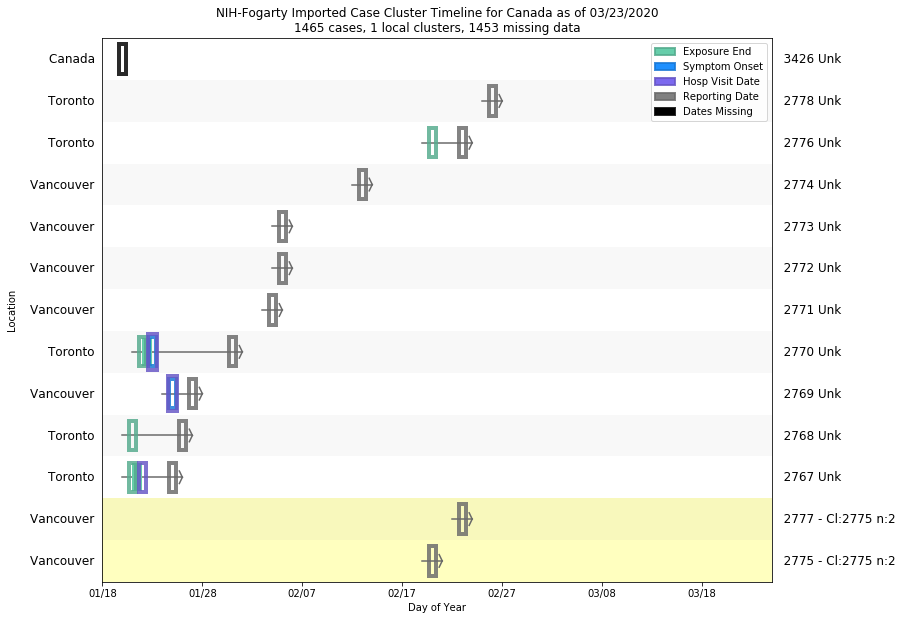 NIH-Fogarty Imported Case Cluster Timeline for Canada as of 03/23/2020
1465 cases, 1 local clusters, 1453 missing data
Exposure End
Symptom Onset
Hosp Visit Date
Reporting Date
Dates Missing
Location
Canada 3426 Unk
Toronto 2778 Unk
Toronto 2776 Unk
Vancouver 2774 Unk
Vancouver 2773 Unk
Vancouver 2772 Unk
Vancouver 2771 Unk
Toronto 2770 Unk
Vancouver 2769 Unk
Toronto 2768 Unk
Toronto 2767 Unk
Vancouver 2777 - Cl:2775 n:2
Vancouver 2775 - Cl:2775 n:2
01/18 01/28 02/07 02/17 02/27 03/08 03/18
Day of Year